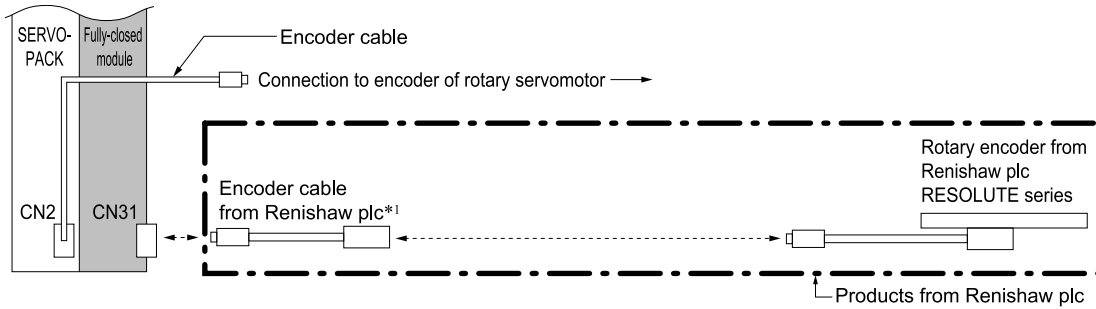 SERVO-
PACK
Fully-closed
module
Encoder cable
Connection to encoder of rotary servomotor
Rotary encoder from
Renishaw plc
RESOLUTE series
Encoder cable
from Renishaw plc*1
CN2
CN31
Products from Renishaw plc